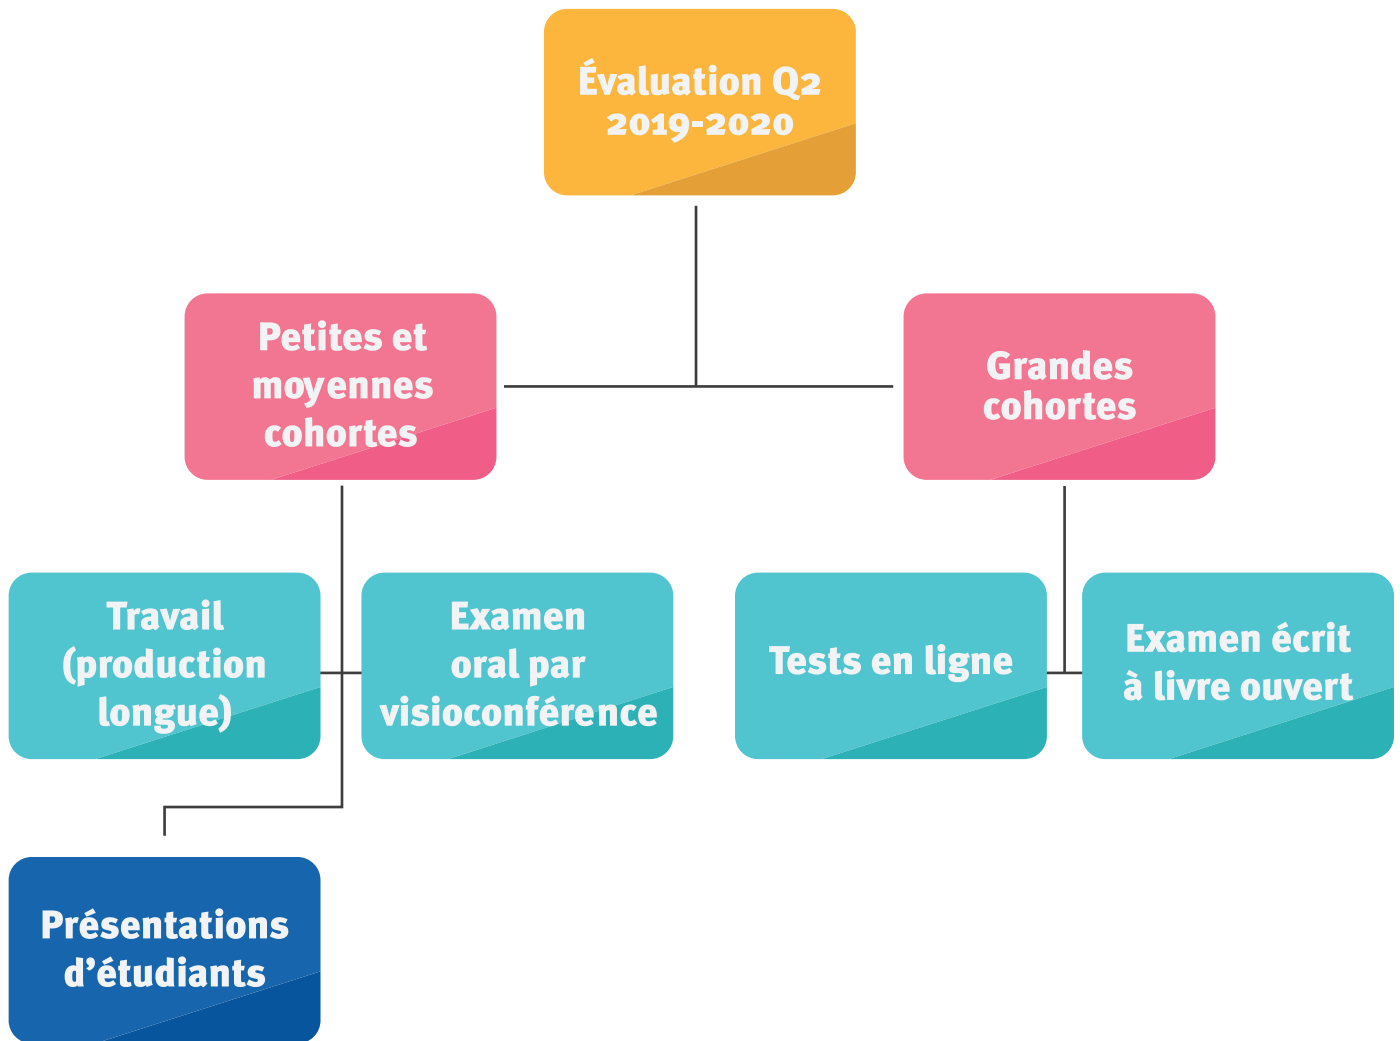 Évaluation Q2
2019-2020
Petites et
moyennes
cohortes
Grandes
cohortes
Travail
(production
longue)
Examen
oral par
visioconférence
Tests en ligne
Examen écrit
à livre ouvert
Présentations
d’étudiants